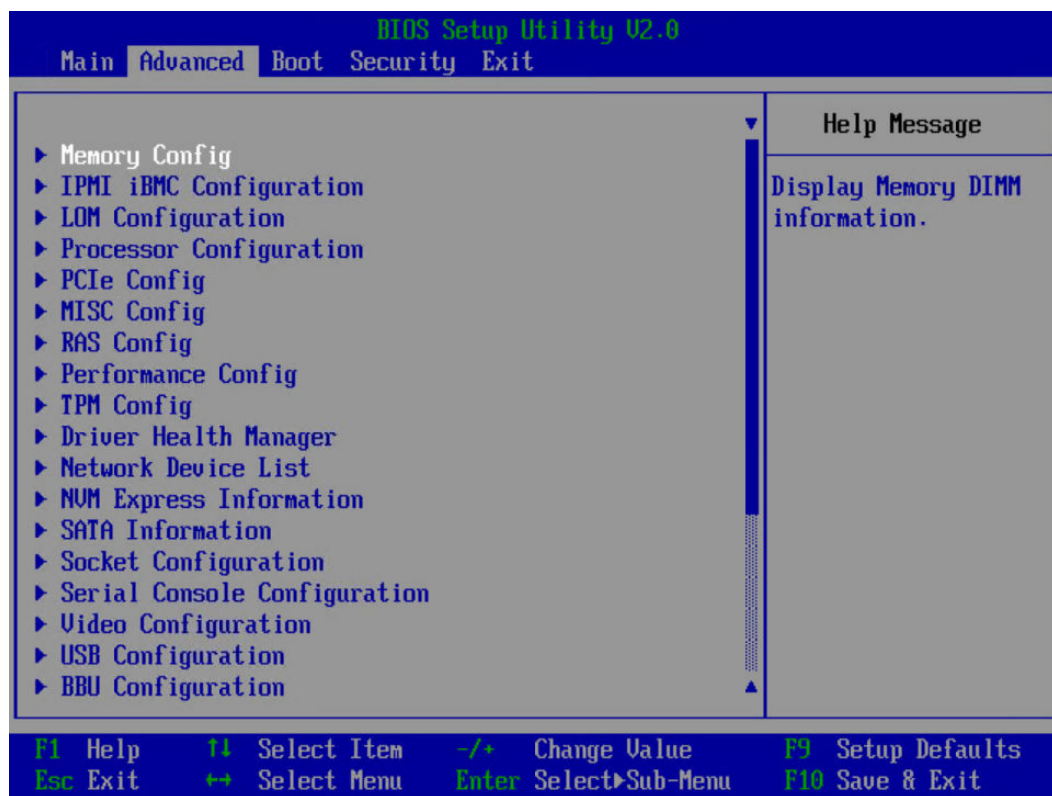 BIOS Setup Utility V2.0
Main Advanced Boot Security Exit
Help Message
Display Memory DIMM
information.
▶ Memory Config
▶ IPMI iBMC Configuration
▶ LOM Configuration
▶ Processor Configuration
▶ PCIe Config
▶ MISC Config
▶ RAS Config
▶ Performance Config
▶ TPM Config
▶ Driver Health Manager
▶ Network Device List
▶ NVM Express Information
▶ SATA Information
▶ Socket Configuration
▶ Serial Console Configuration
▶ Video Configuration
▶ USB Configuration
▶ BBU Configuration
F1 Help ↑↓ Select Item -/+ Change Value F9 Setup Defaults
Esc Exit ←→ Select Menu Enter Select▶Sub-Menu F10 Save & Exit